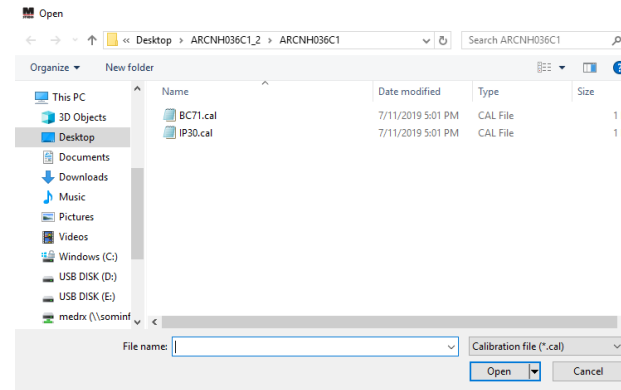 Open
« Desktop > ARCNH036C1_2 > ARCNH036C1
Search ARCNH036C1
Organize
New folder
Name
Date modified
Type
Size
This PC
3D Objects
Desktop
Documents
Downloads
Music
Pictures
Videos
Windows (C:)
USB DISK (D:)
USB DISK (E:)
medrx (\\sominf
BC71.cal 7/11/2019 5:01 PM CAL File 1
IP30.cal 7/11/2019 5:01 PM CAL File 1
File name:
Calibration file (*.cal)
Open
Cancel